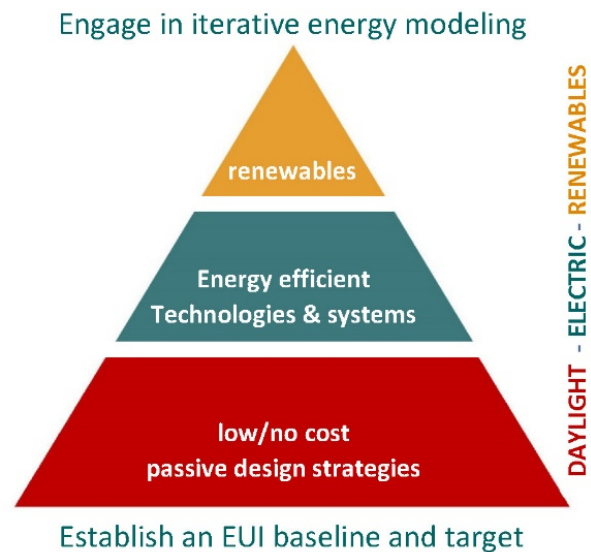 Engage in iterative energy modeling
renewables
Energy efficient
Technologies & systems
low/no cost
passive design strategies
Establish an EUI baseline and target
DAYLIGHT - ELECTRIC - RENEWABLES